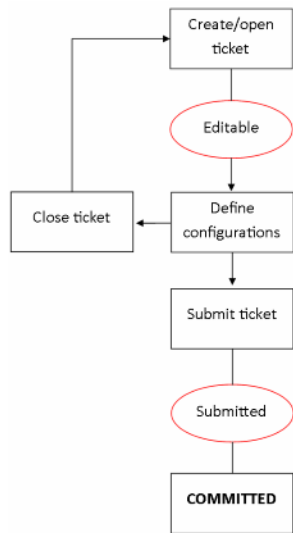 Create/open
ticket
Editable
Close ticket
Define
configurations
Submit ticket
Submitted
COMMITTED